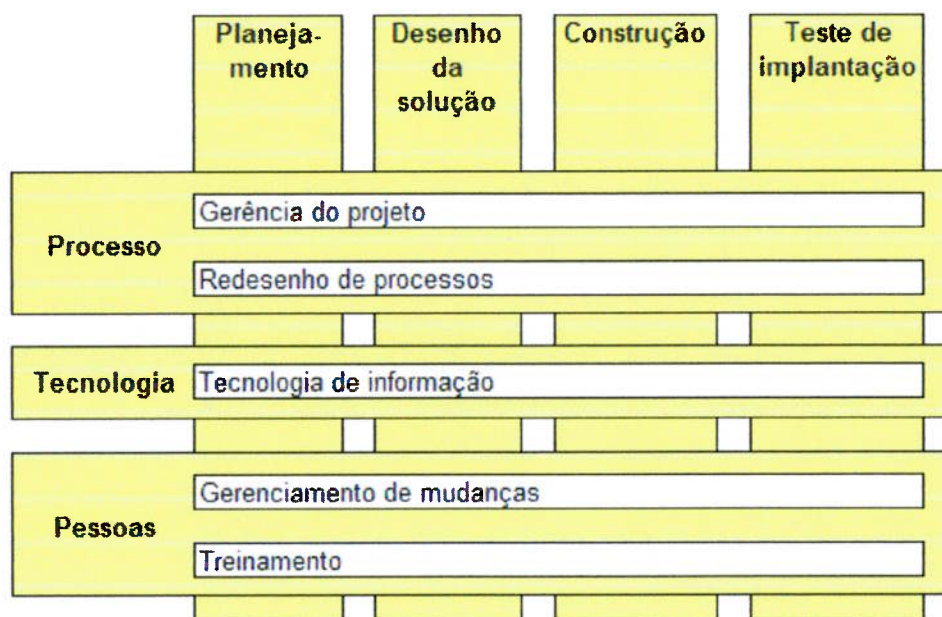 Planeja-
mento
Desenho
da
solução
Construção
Teste de
implantação
Processo
Gerência do projeto
Redesenho de processos
Tecnologia
Tecnologia de informação
Pessoas
Gerenciamento de mudanças
Treinamento